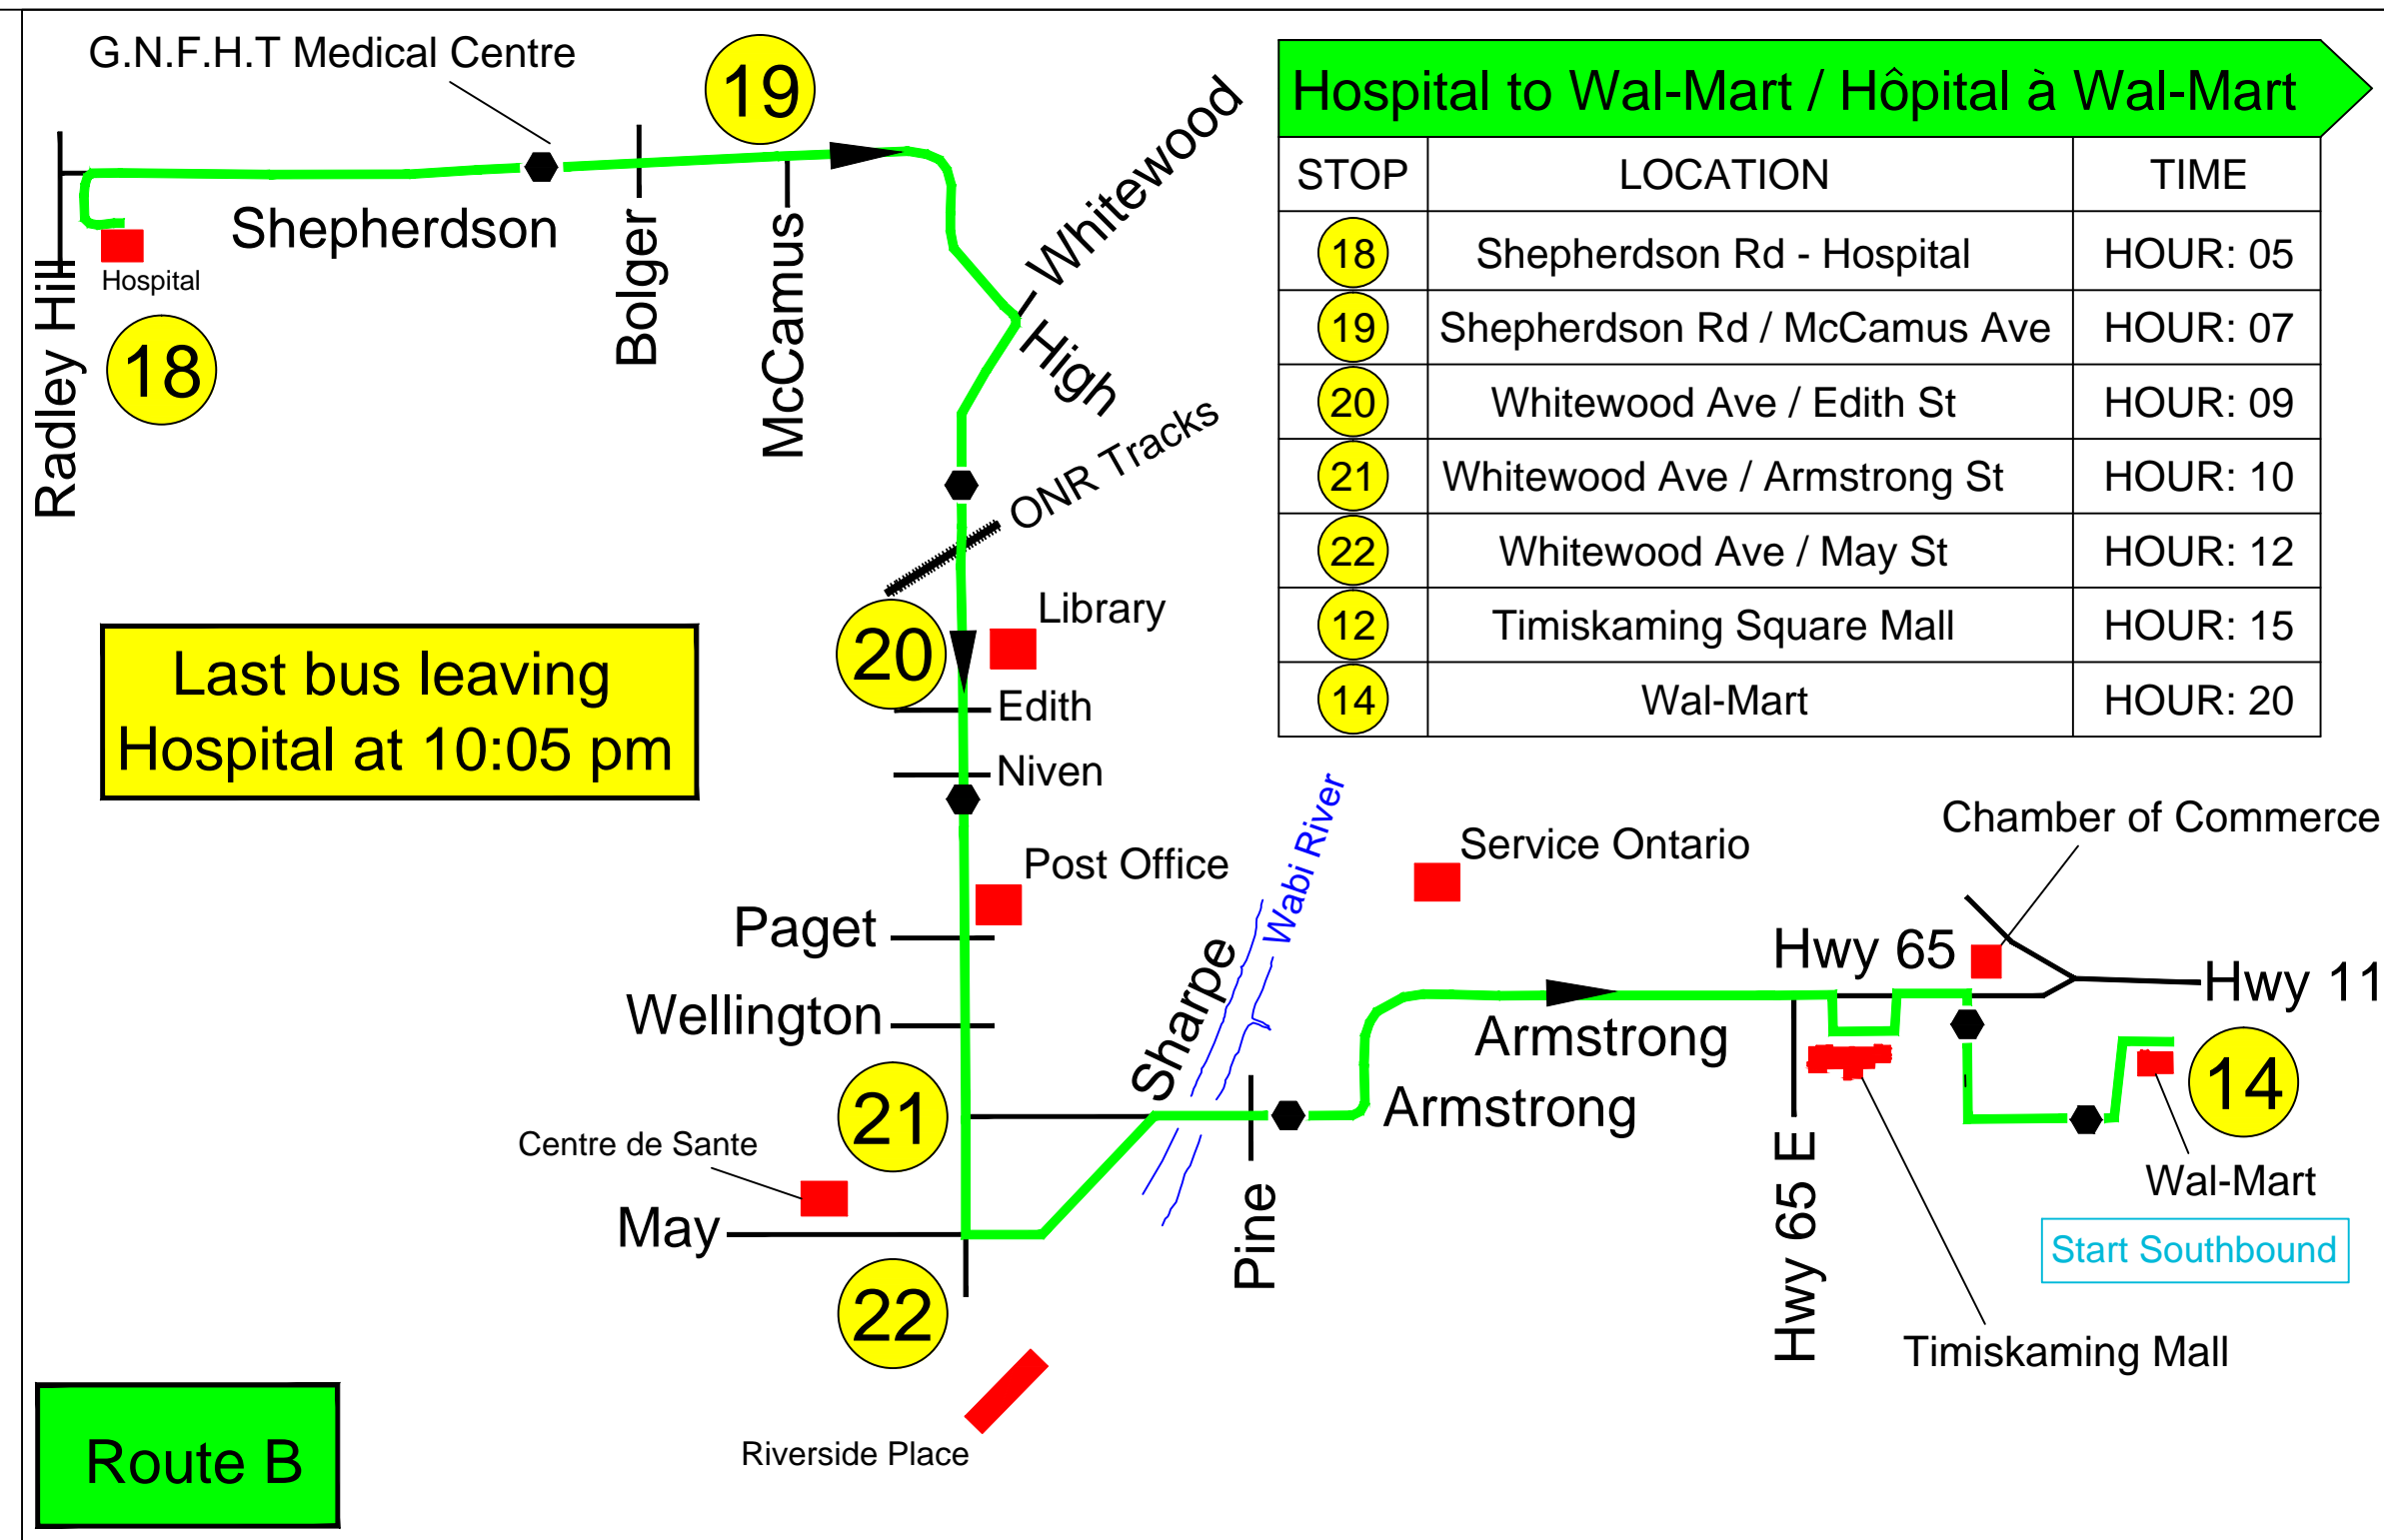 G.N.F.H.T Medical Centre
19
Whitewood
High
Shepherdson
Bolger
McCamus
Radley Hill
Hospital
18
ONR Tracks
Hospital to Wal-Mart / Hôpital à Wal-Mart
STOP LOCATION TIME
18 Shepherdson Rd - Hospital HOUR: 05
19 Shepherdson Rd / McCamus Ave HOUR: 07
20 Whitewood Ave / Edith St HOUR: 09
21 Whitewood Ave / Armstrong St HOUR: 10
22 Whitewood Ave / May St HOUR: 12
12 Timiskaming Square Mall HOUR: 15
14 Wal-Mart HOUR: 20
Last bus leaving
Hospital at 10:05 pm
20
Library
Edith
Niven
Post Office
Paget
Wellington
21
Centre de Sante
May
22
Riverside Place
Sharpe
Wabi River
Pine
Service Ontario
Armstrong
Armstrong
Chamber of Commerce
Hwy 65
Hwy 11
Hwy 65 E
14
Wal-Mart
Start Southbound
Timiskaming Mall
Route B